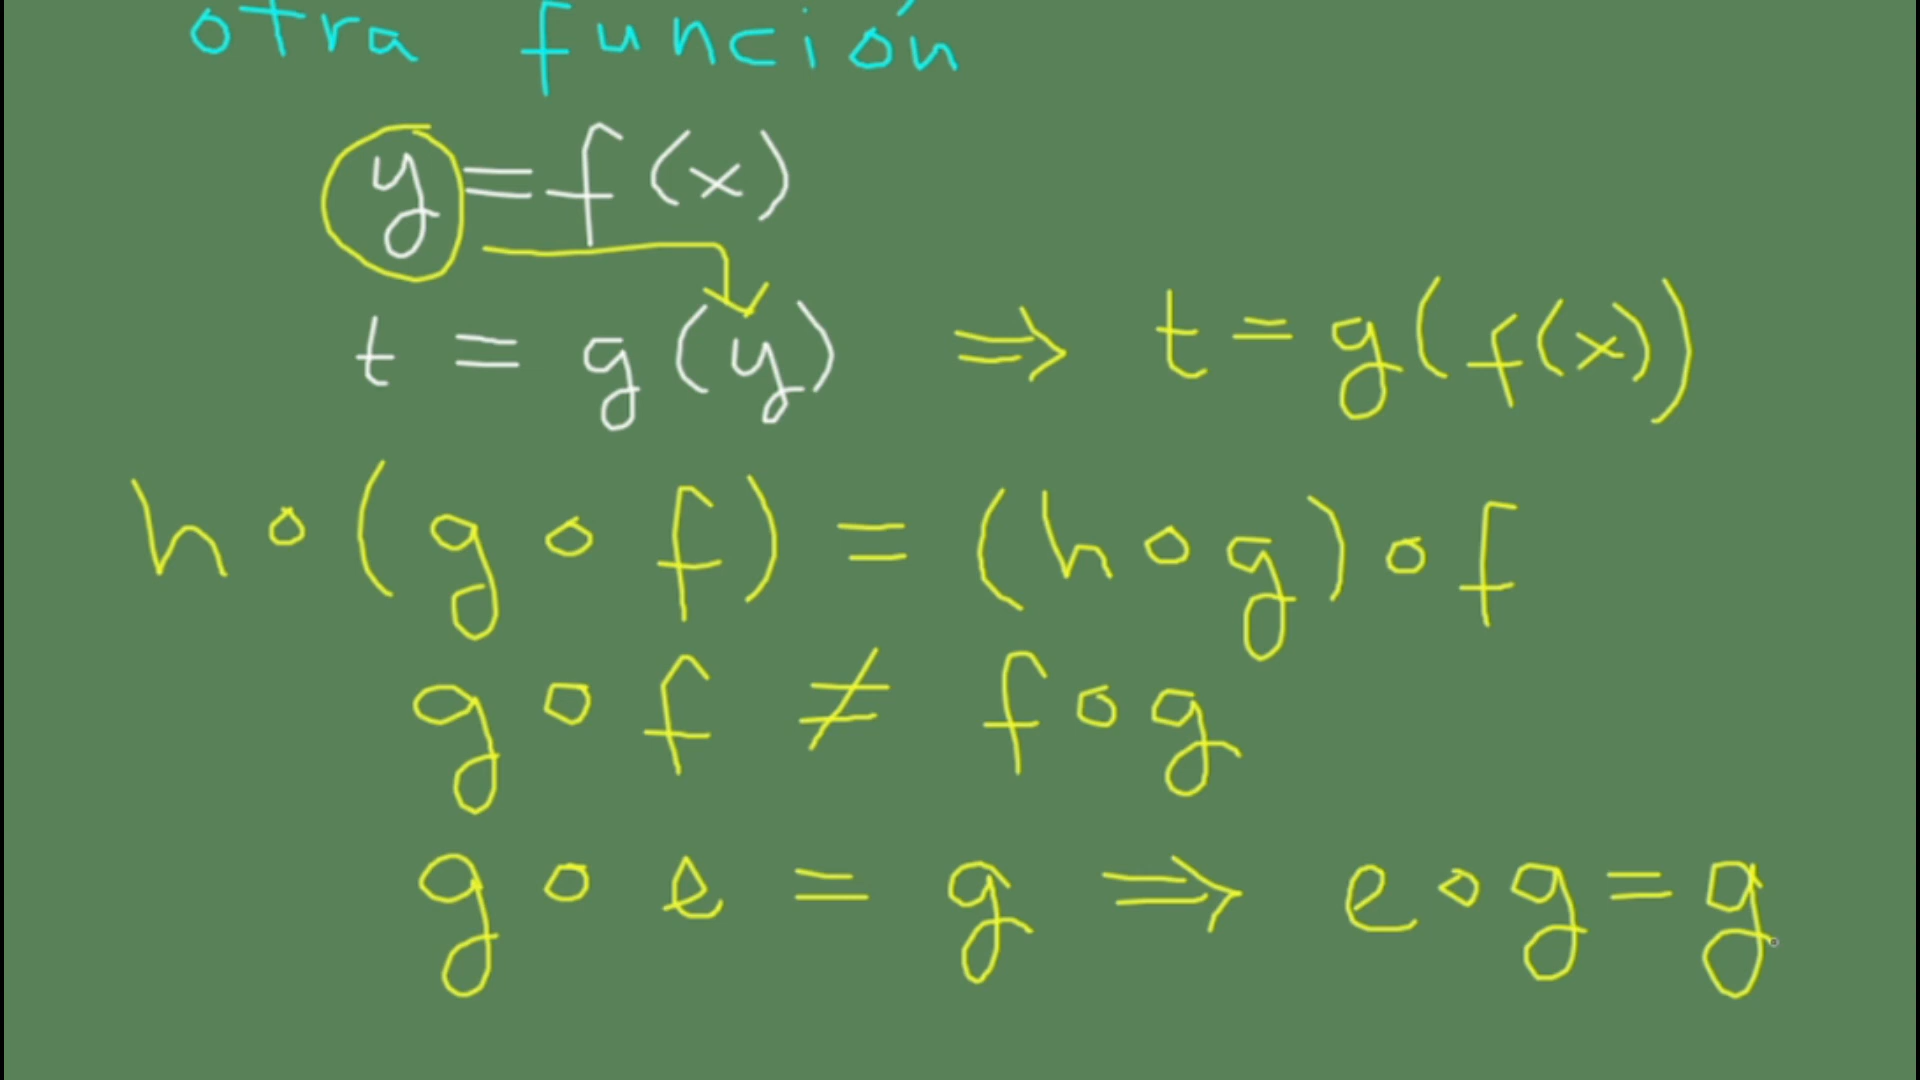 otra función
y = f(x)
t = g(y) ⇒ t = g(f(x))
h ∘ (g ∘ f) = (h ∘ g) ∘ f
g ∘ f ≠ f ∘ g
g ∘ e = g ⇒ e ∘ g = g